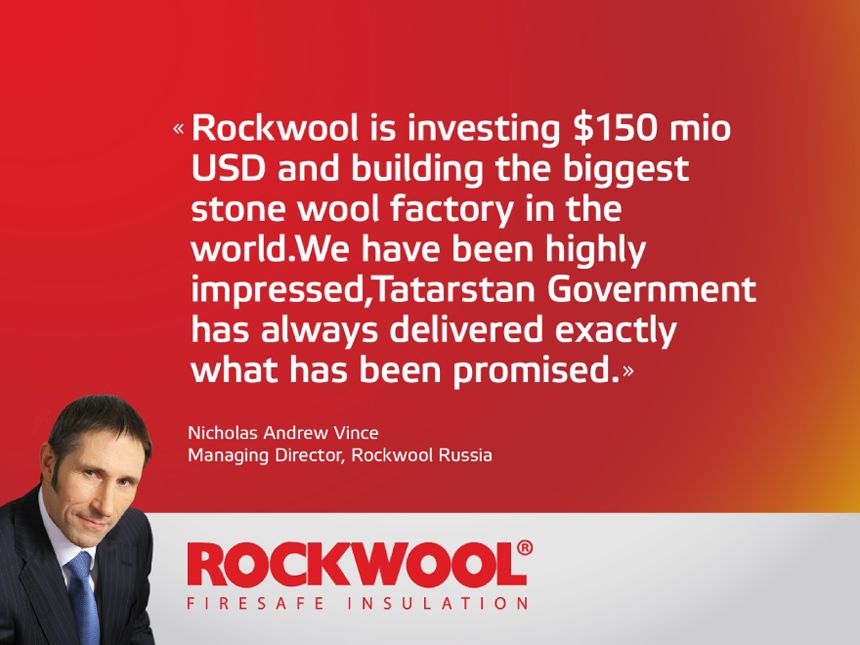 « Rockwool is investing $150 mio
USD and building the biggest
stone wool factory in the
world.We have been highly
impressed,Tatarstan Government
has always delivered exactly
what has been promised.»
Nicholas Andrew Vince
Managing Director, Rockwool Russia
ROCKWOOL®
FIRESAFE INSULATION